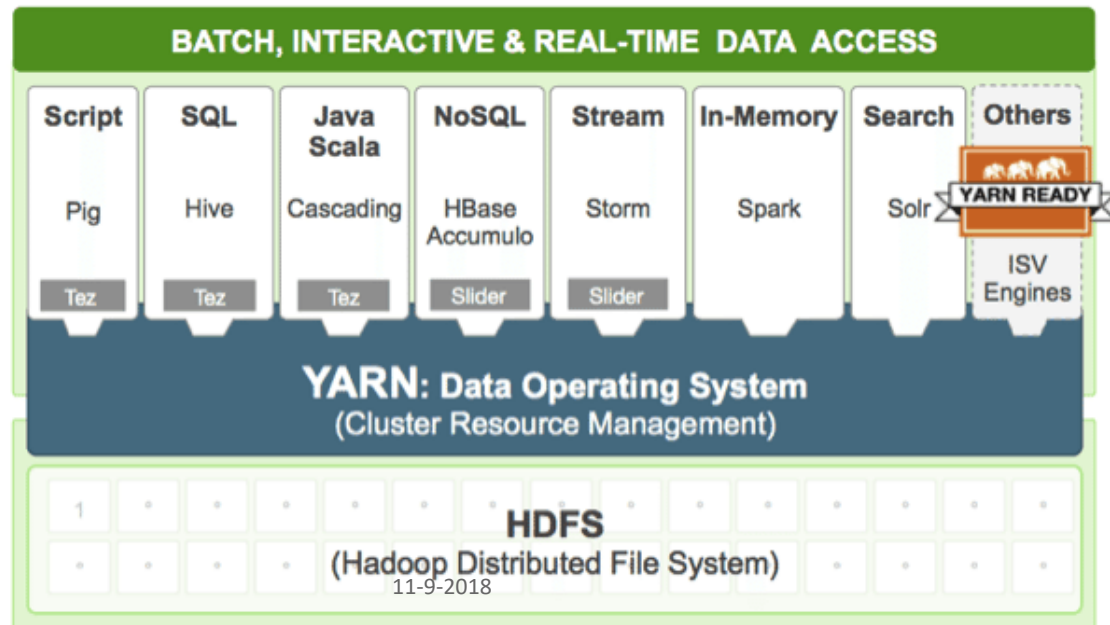 BATCH, INTERACTIVE & REAL-TIME DATA ACCESS
Script
Pig
Tez
SQL
Hive
Tez
Java
Scala
Cascading
Tez
NoSQL
HBase
Accumulo
Slider
Stream
Storm
Slider
In-Memory
Spark
Search
Solr
Others
YARN READY
ISV
Engines
YARN: Data Operating System
(Cluster Resource Management)
1
HDFS
(Hadoop Distributed File System)
11-9-2018